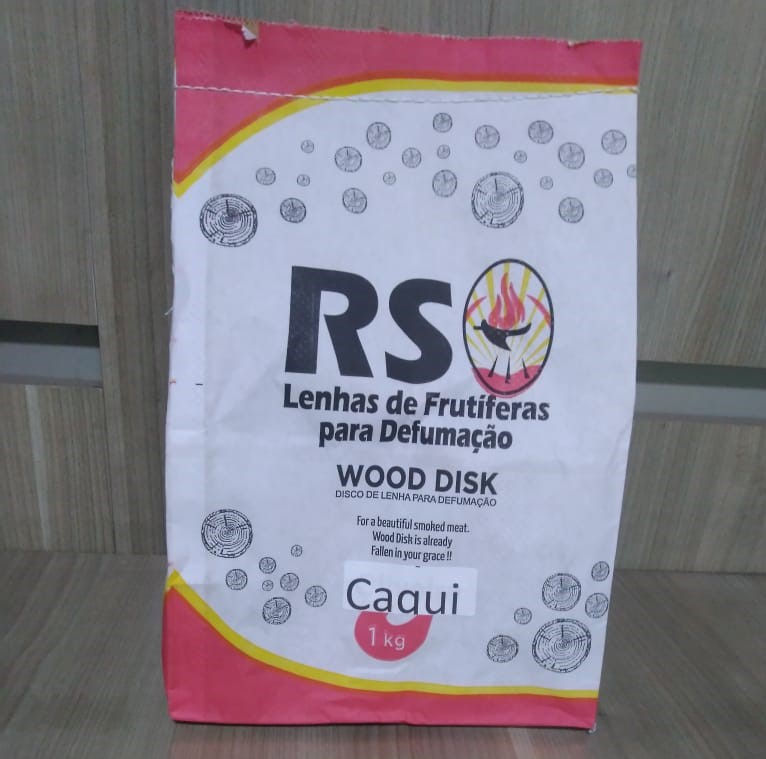 RS
Lenhas de Frutíferas
para Defumação
WOOD DISK
DISCO DE LENHA PARA DEFUMAÇÃO
For a beautiful smoked meat.
Wood Disk is already
Fallen in your grace !!
Caqui
1 kg